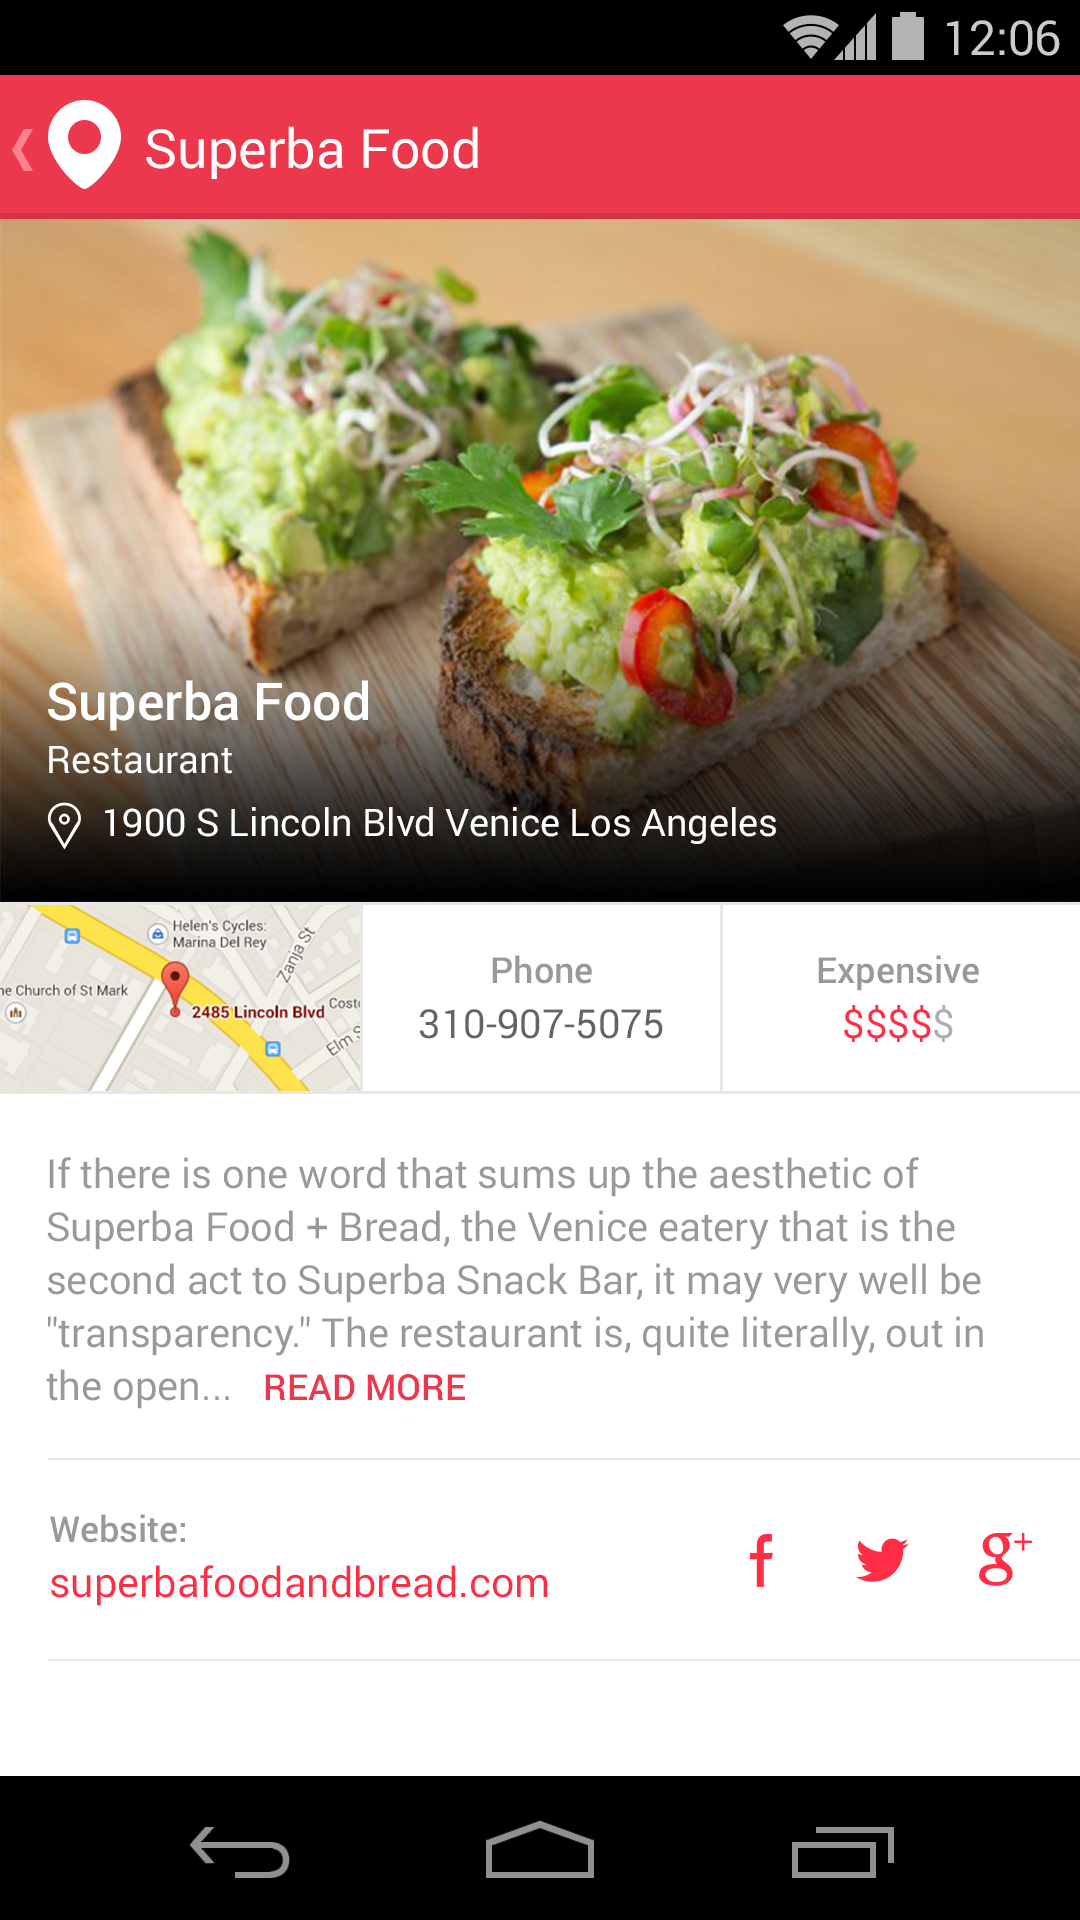 12:06
Superba Food
Superba Food
Restaurant
1900 S Lincoln Blvd Venice Los Angeles
Helen's Cycles:
Marina Del Rey
Zanja St
he Church of St Mark
2485 Lincoln Blvd
Cost
Elm S
Phone
310-907-5075
Expensive
$$$$$
If there is one word that sums up the aesthetic of
Superba Food + Bread, the Venice eatery that is the
second act to Superba Snack Bar, it may very well be
"transparency." The restaurant is, quite literally, out in
the open... READ MORE
Website:
superbafoodandbread.com
f
g+